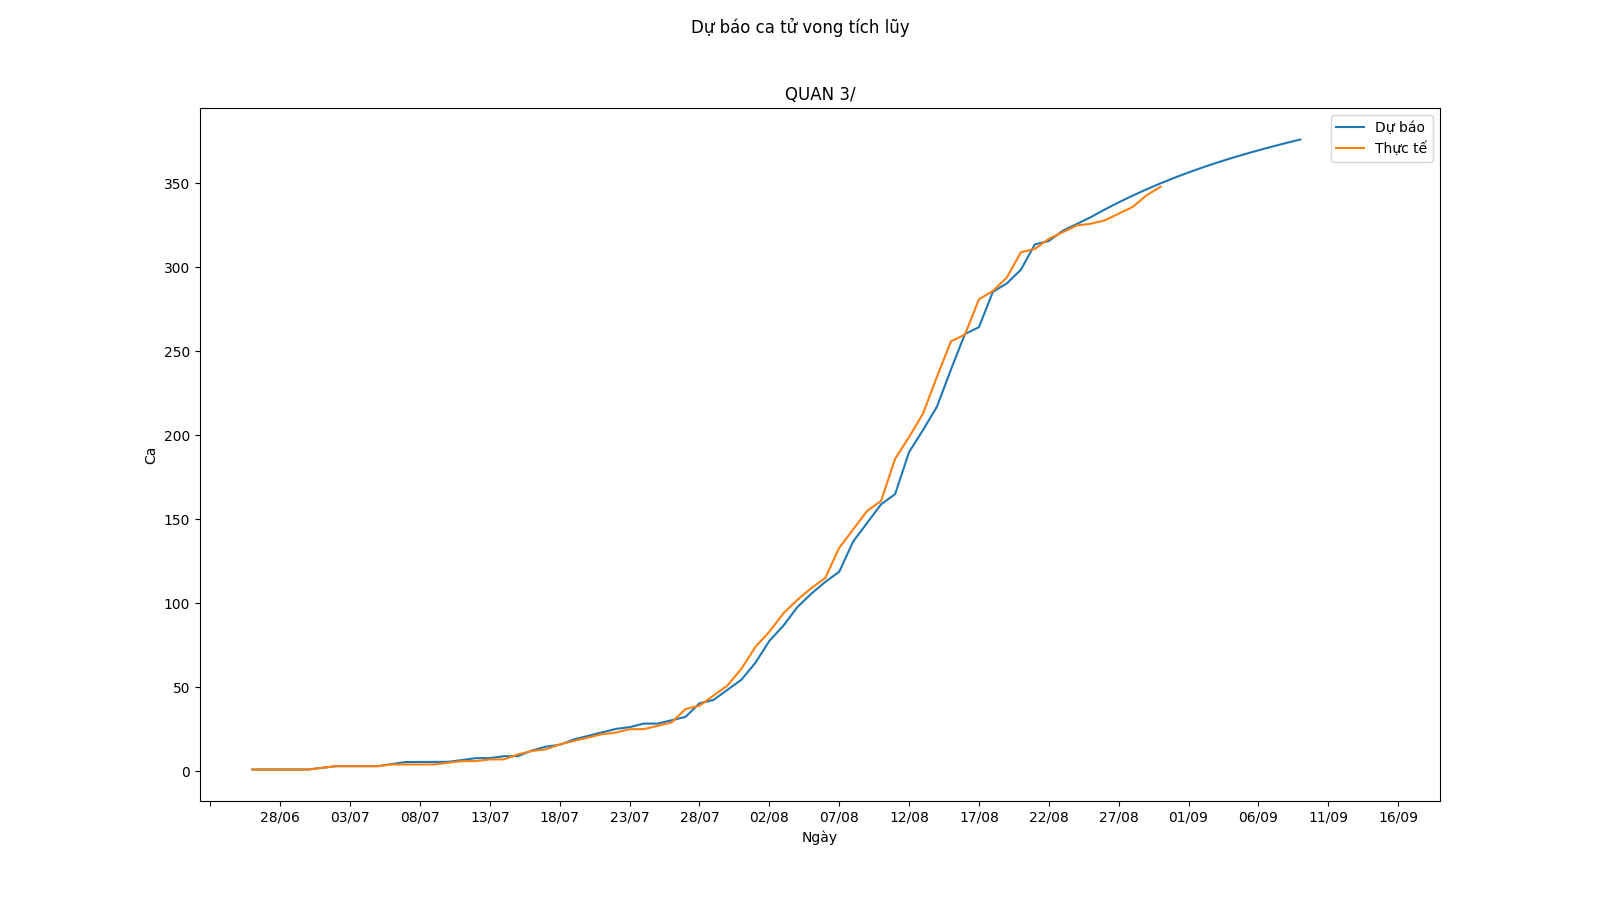 Dự báo ca tử vong tích lũy
QUAN 3/
Dự báo
Thực tế
350
300
250
200
150
100
50
0
Ca
28/06 03/07 08/07 13/07 18/07 23/07 28/07 02/08 07/08 12/08 17/08 22/08 27/08 01/09 06/09 11/09 16/09
Ngày